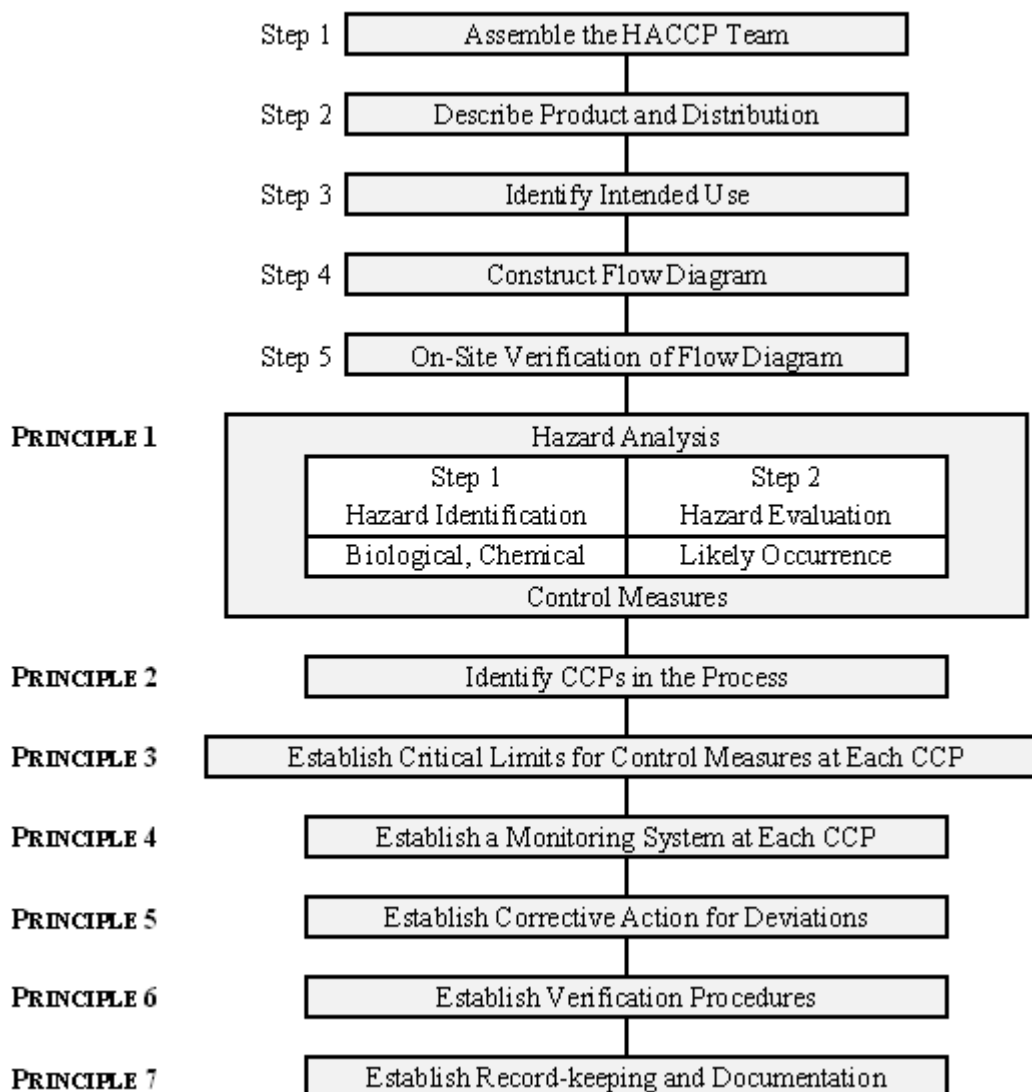 Step 1 Assemble the HACCP Team
Step 2 Describe Product and Distribution
Step 3 Identify Intended Use
Step 4 Construct Flow Diagram
Step 5 On-Site Verification of Flow Diagram
PRINCIPLE 1 Hazard Analysis
Step 1 Step 2
Hazard Identification Hazard Evaluation
Biological, Chemical Likely Occurrence
Control Measures
PRINCIPLE 2 Identify CCPs in the Process
PRINCIPLE 3 Establish Critical Limits for Control Measures at Each CCP
PRINCIPLE 4 Establish a Monitoring System at Each CCP
PRINCIPLE 5 Establish Corrective Action for Deviations
PRINCIPLE 6 Establish Verification Procedures
PRINCIPLE 7 Establish Record-keeping and Documentation